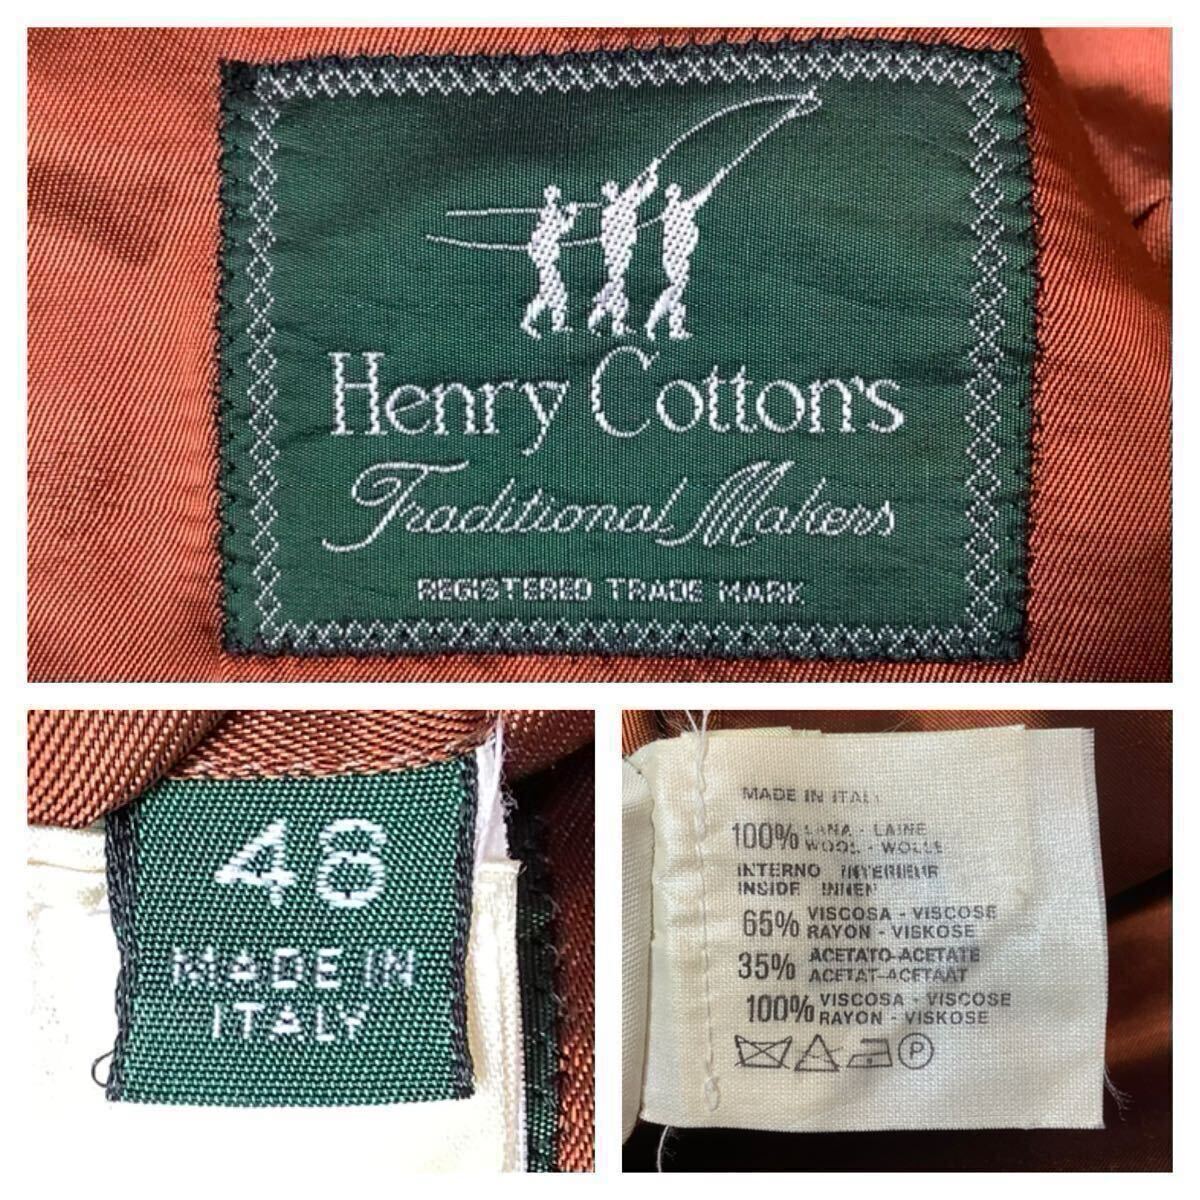 Henry Cotton's
Traditional Makers
REGISTERED TRADE MARK
48
MADE IN
ITALY
MADE IN ITALY
100% LANA - LAINE
WOOL - WOLLE
INTERNO INTERIEUR
INSIDE INNEN
65% VISCOSA - VISCOSE
RAYON - VISKOSE
35% ACETATO-ACETATE
ACETAT-ACETAAT
100% VISCOSA - VISCOSE
RAYON - VISKOSE
P